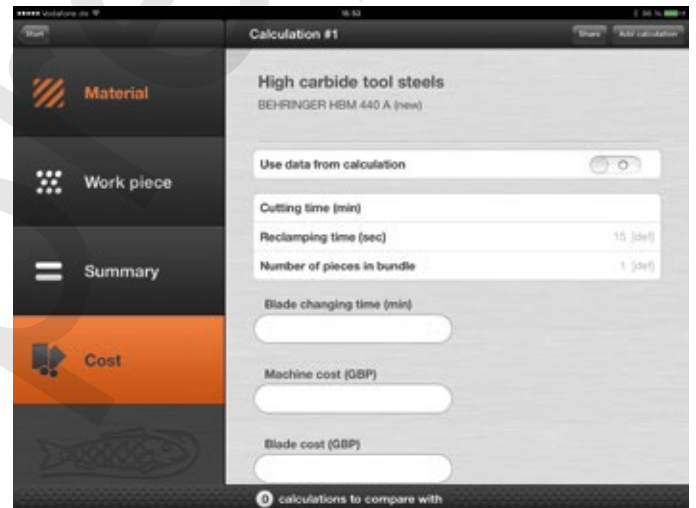 Vodafone.de
Start
Calculation #1
Share
Add calculation
Material
Work piece
Summary
Cost
High carbide tool steels
BEHRINGER HBM 440 A (new)
Use data from calculation
Cutting time (min)
Reclamping time (sec) 15 [def]
Number of pieces in bundle 1 [def]
Blade changing time (min)
Machine cost (GBP)
Blade cost (GBP)
0 calculations to compare with